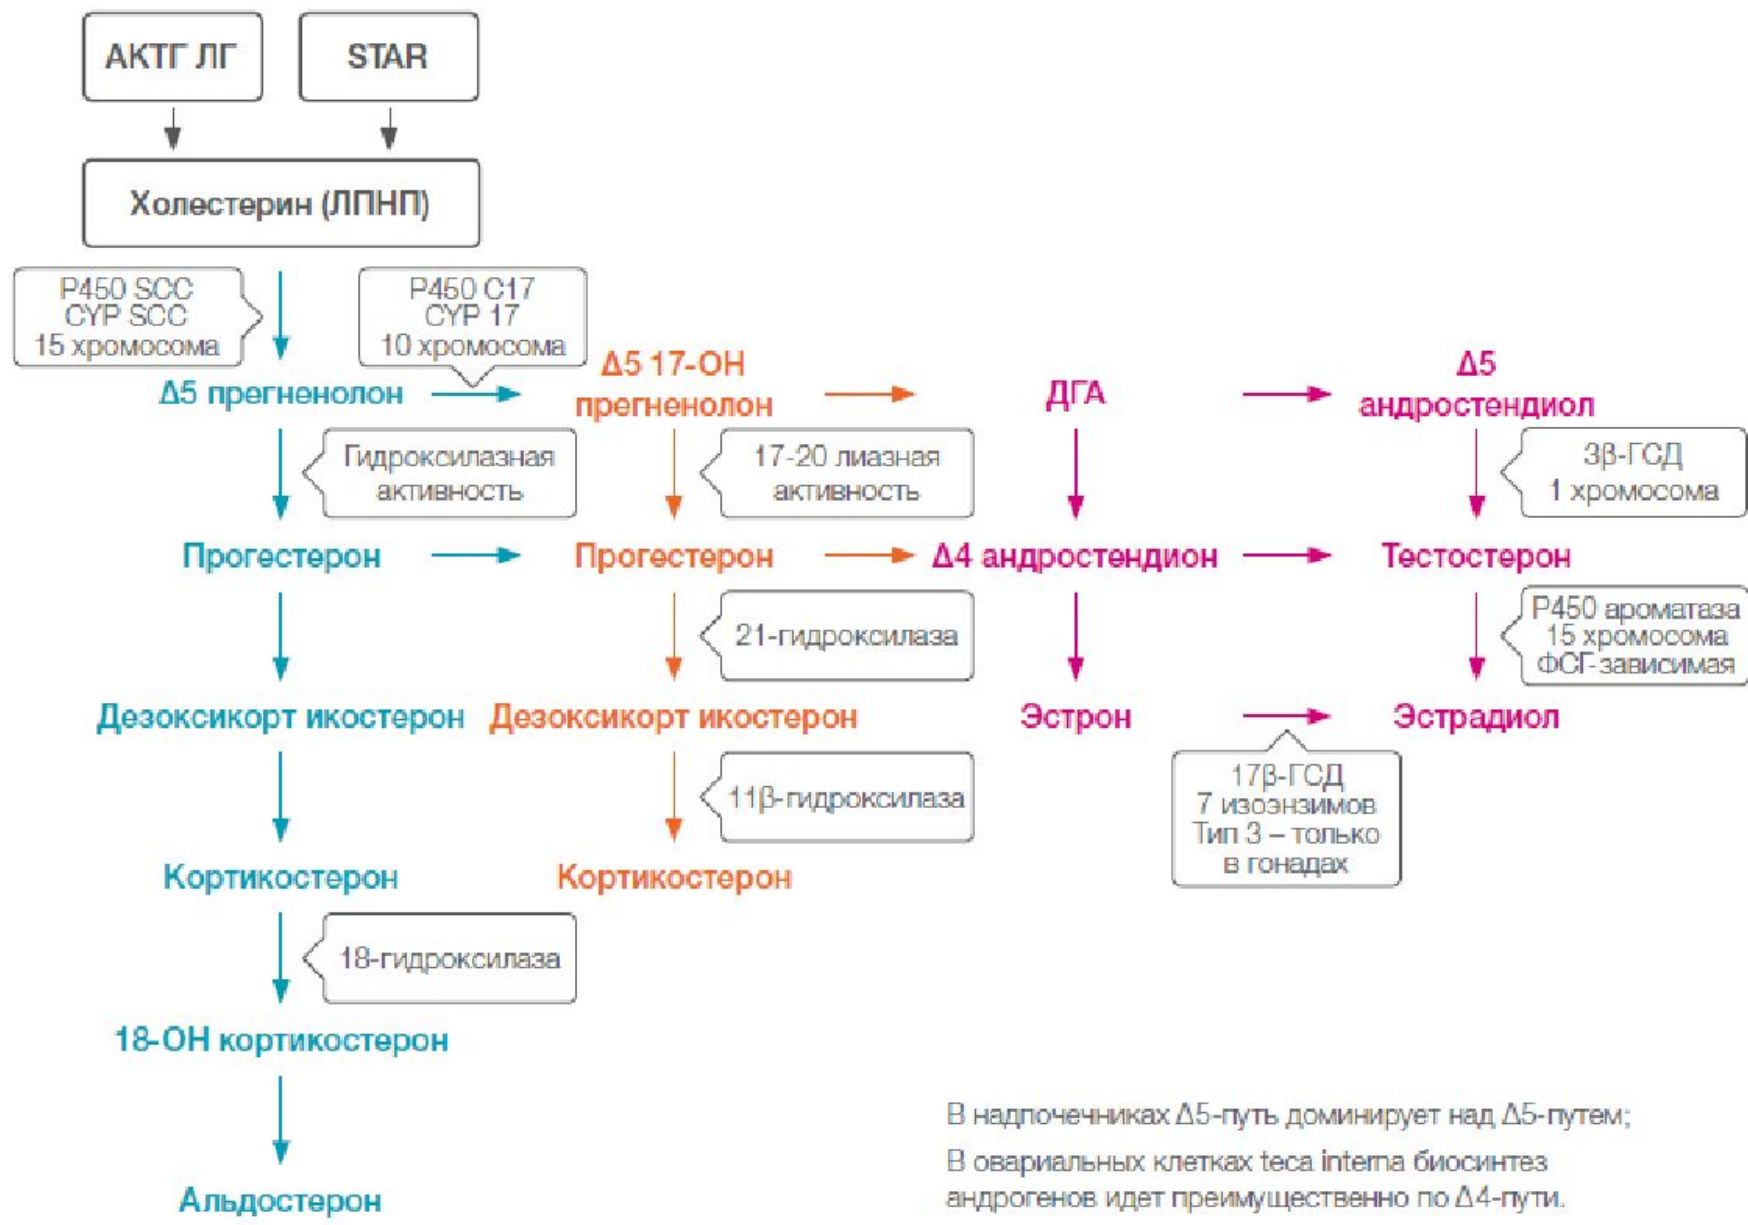 АКТГ ЛГ
STAR
Холестерин (ЛПНП)
P450 SCC
CYP SCC
15 хромосома
P450 C17
CYP 17
10 хромосома
Δ5 прегненолон
Δ5 17-ОН
прегненолон
ДГА
Δ5
андростендиол
Гидроксилазная
активность
17-20 лиазная
активность
3β-ГСД
1 хромосома
Прогестерон
Прогестерон
Δ4 андростендион
Тестостерон
21-гидроксилаза
P450 ароматаза
15 хромосома
ФСГ-зависимая
Дезоксикорт икостерон
Дезоксикорт икостерон
Эстрон
Эстрадиол
11β-гидроксилаза
17β-ГСД
7 изоэнзимов
Тип 3 – только
в гонадах
Кортикостерон
Кортикостерон
18-гидроксилаза
18-ОН кортикостерон
Альдостерон
В надпочечниках Δ5-путь доминирует над Δ5-путем;
В овариальных клетках teca interna биосинтез
андрогенов идет преимущественно по Δ4-пути.